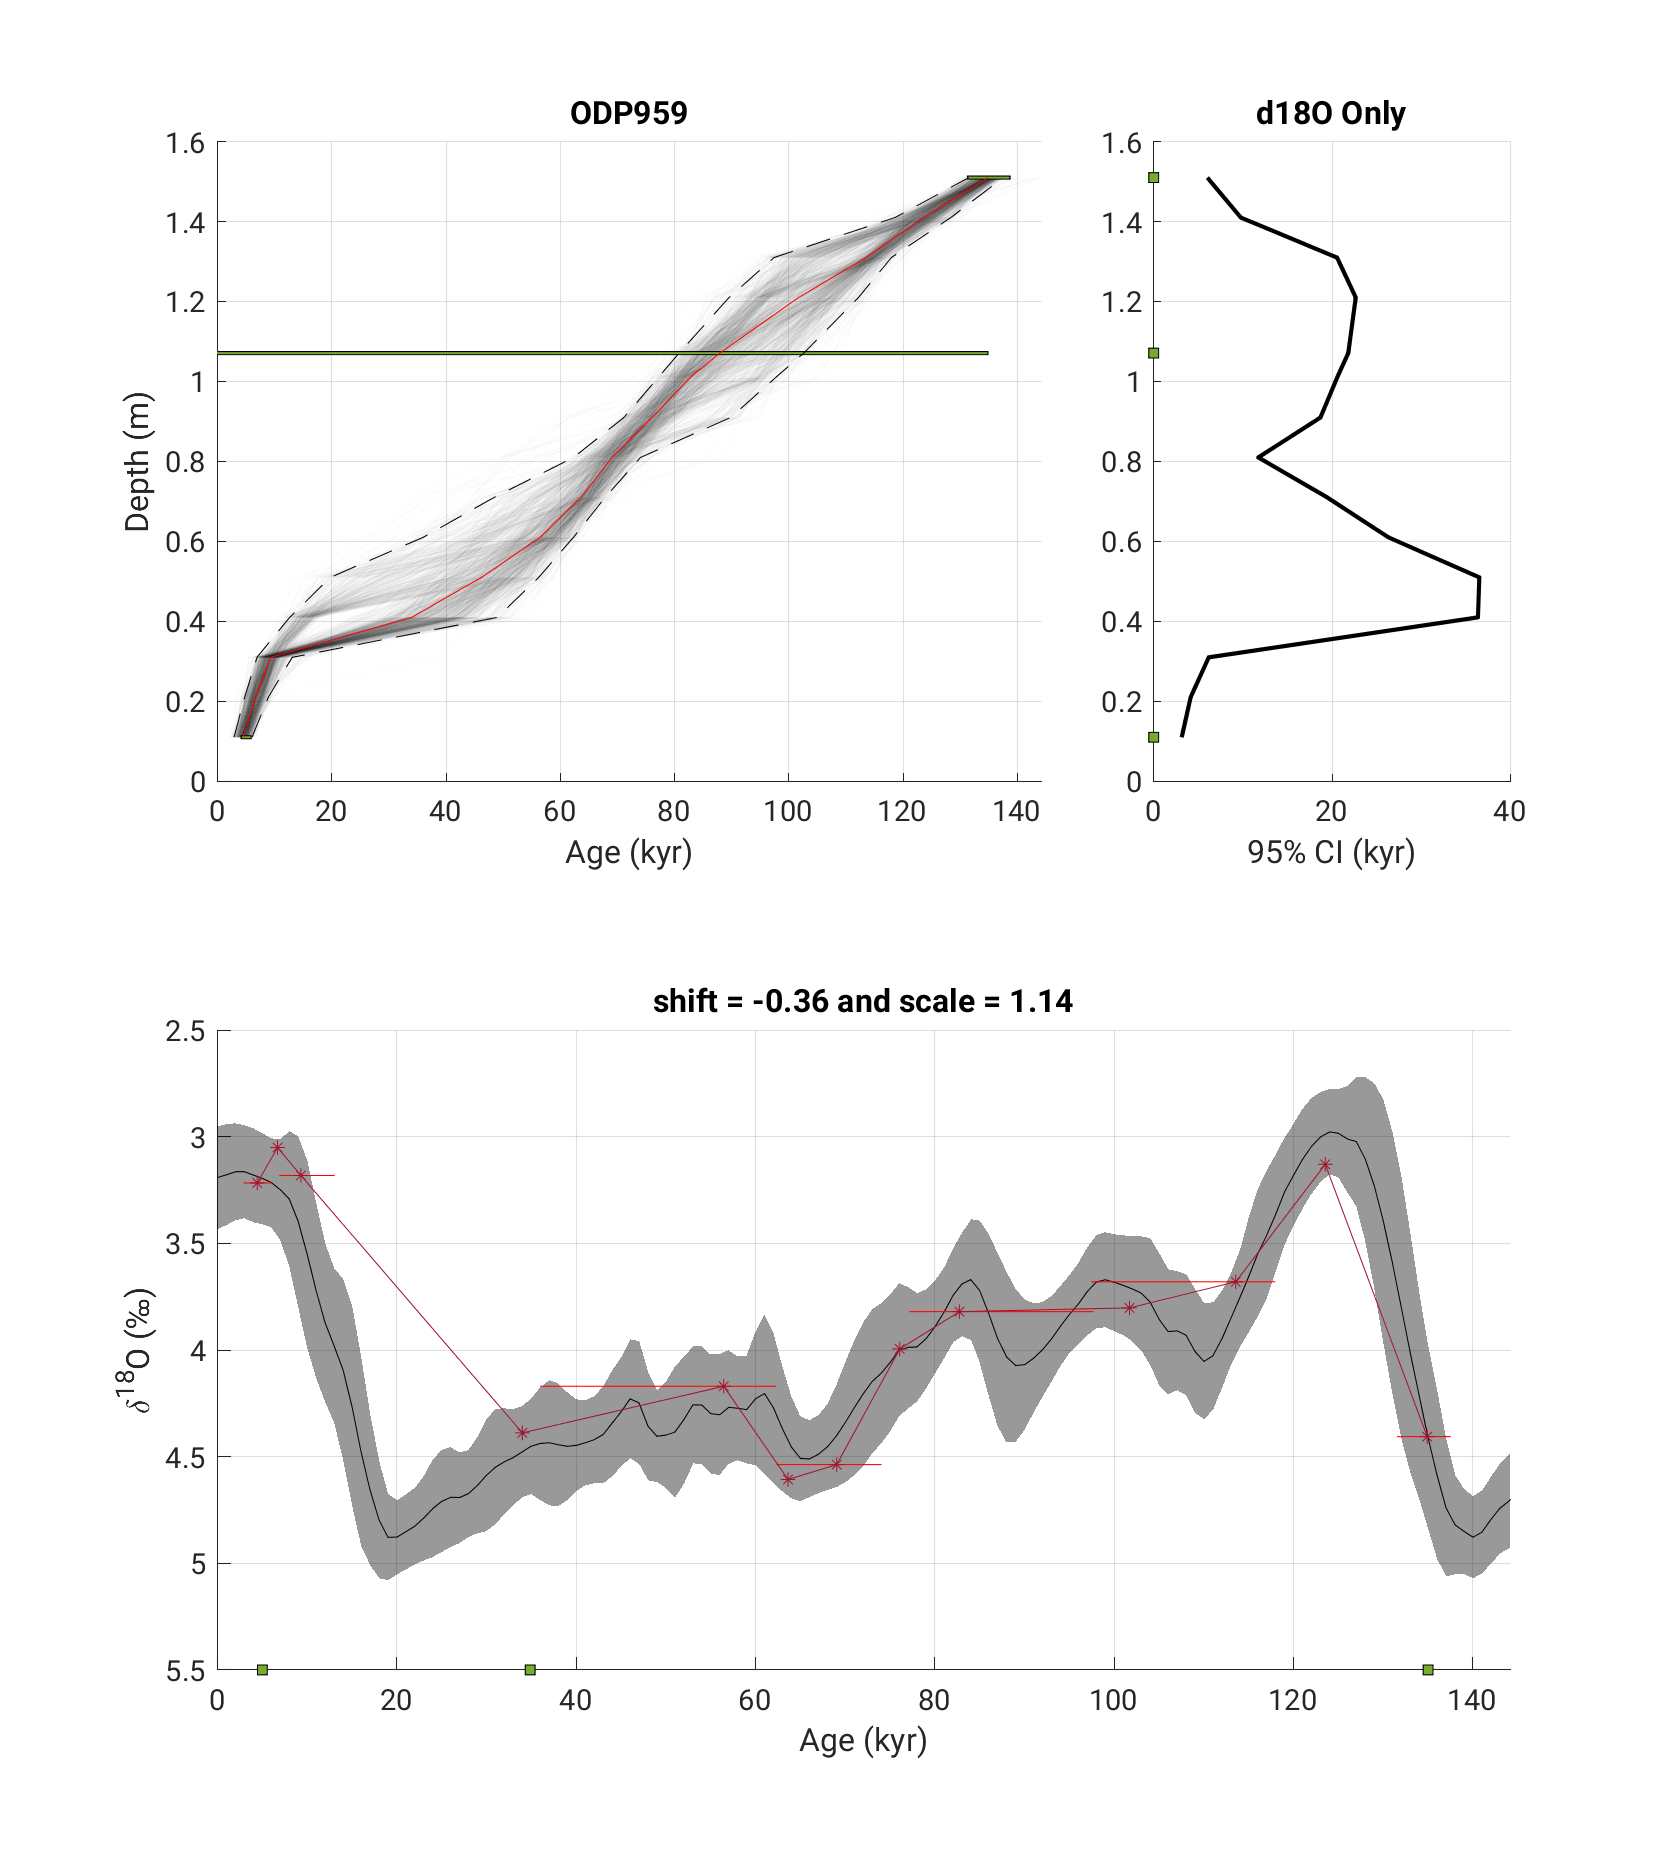 ODP959
1.6
1.4
1.2
1
0.8
0.6
0.4
0.2
0
Depth (m)
0 20 40 60 80 100 120 140
Age (kyr)
d18O Only
1.6
1.4
1.2
1
0.8
0.6
0.4
0.2
0
0 20 40
95% CI (kyr)
shift = -0.36 and scale = 1.14
2.5
3
3.5
4
4.5
5
5.5
δ¹⁸O (‰)
0 20 40 60 80 100 120 140
Age (kyr)